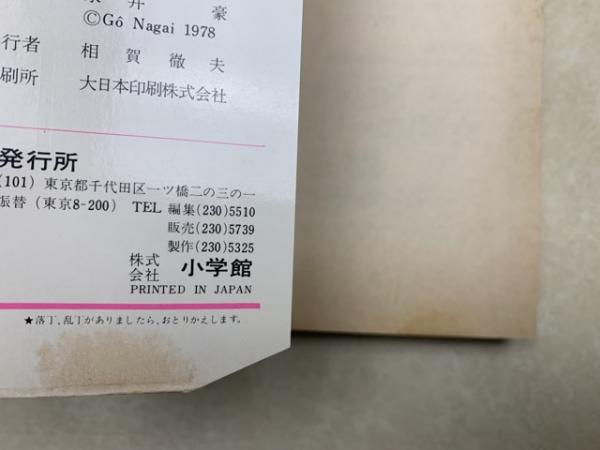 井 豪
©Gô Nagai 1978
行者 相賀徹夫
刷所 大日本印刷株式会社
発行所
(101) 東京都千代田区一ツ橋二の三の一
振替 (東京8-200) TEL 編集(230)5510
販売(230)5739
製作(230)5325
株式会社 小学館
PRINTED IN JAPAN
★落丁、乱丁がありましたら、おとりかえします。